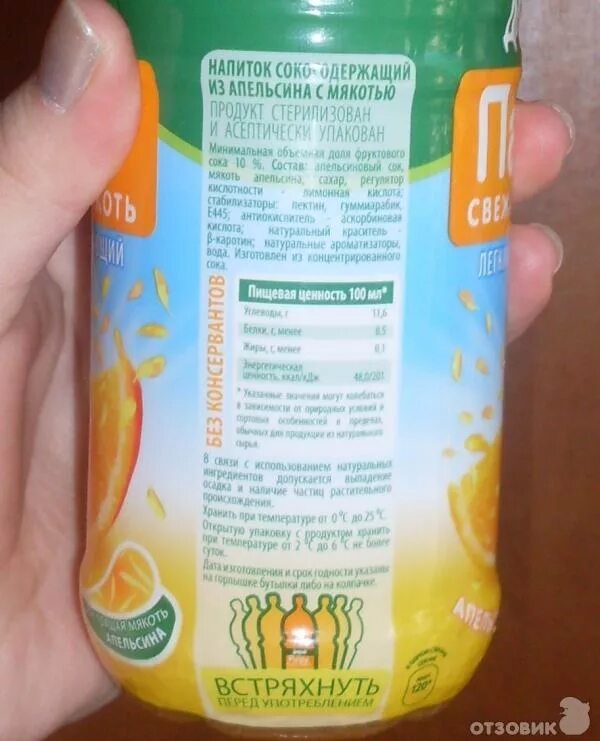 НАПИТОК СОКОСОДЕРЖАЩИЙ
ИЗ АПЕЛЬСИНА С МЯКОТЬЮ
ПРОДУКТ СТЕРИЛИЗОВАН
И АСЕПТИЧЕСКИ УПАКОВАН
Минимальная объемная доля фруктового
сока 10 %. Состав: апельсиновый сок,
мякоть апельсина, сахар, регулятор
кислотности - лимонная кислота;
стабилизаторы: пектин, гуммиарабик,
Е445; антиокислитель - аскорбиновая
кислота; натуральный краситель -
β-каротин; натуральные ароматизаторы,
вода. Изготовлен из концентрированного
сока.
БЕЗ КОНСЕРВАНТОВ
Пищевая ценность 100 мл*
Углеводы, г 11,6
Белки, г, менее 0,5
Жиры, г, менее 0,1
Энергетическая
ценность, ккал/кДж 48,0/201
* Указанные значения могут колебаться
в зависимости от природных условий и
сортовых особенностей в пределах,
обычных для продукции из натурального
сырья.
В связи с использованием натуральных
ингредиентов допускается выпадение
осадка и наличие частиц растительного
происхождения.
Хранить при температуре от 0°С до 25°С.
Открытую упаковку с продуктом хранить
при температуре от 2°С до 6°С не более
суток.
Дата изготовления и срок годности указаны
на горлышке бутылки либо на колпачке.
ВСТРЯХНУТЬ
ПЕРЕД УПОТРЕБЛЕНИЕМ
КОТЬ
ЩИЙ
МЯКОТЬ
АПЕЛЬСИНА
Д
П
СВЕЖ
ЛЕГ
АПЕЛЬ
120
ОТЗОВИК